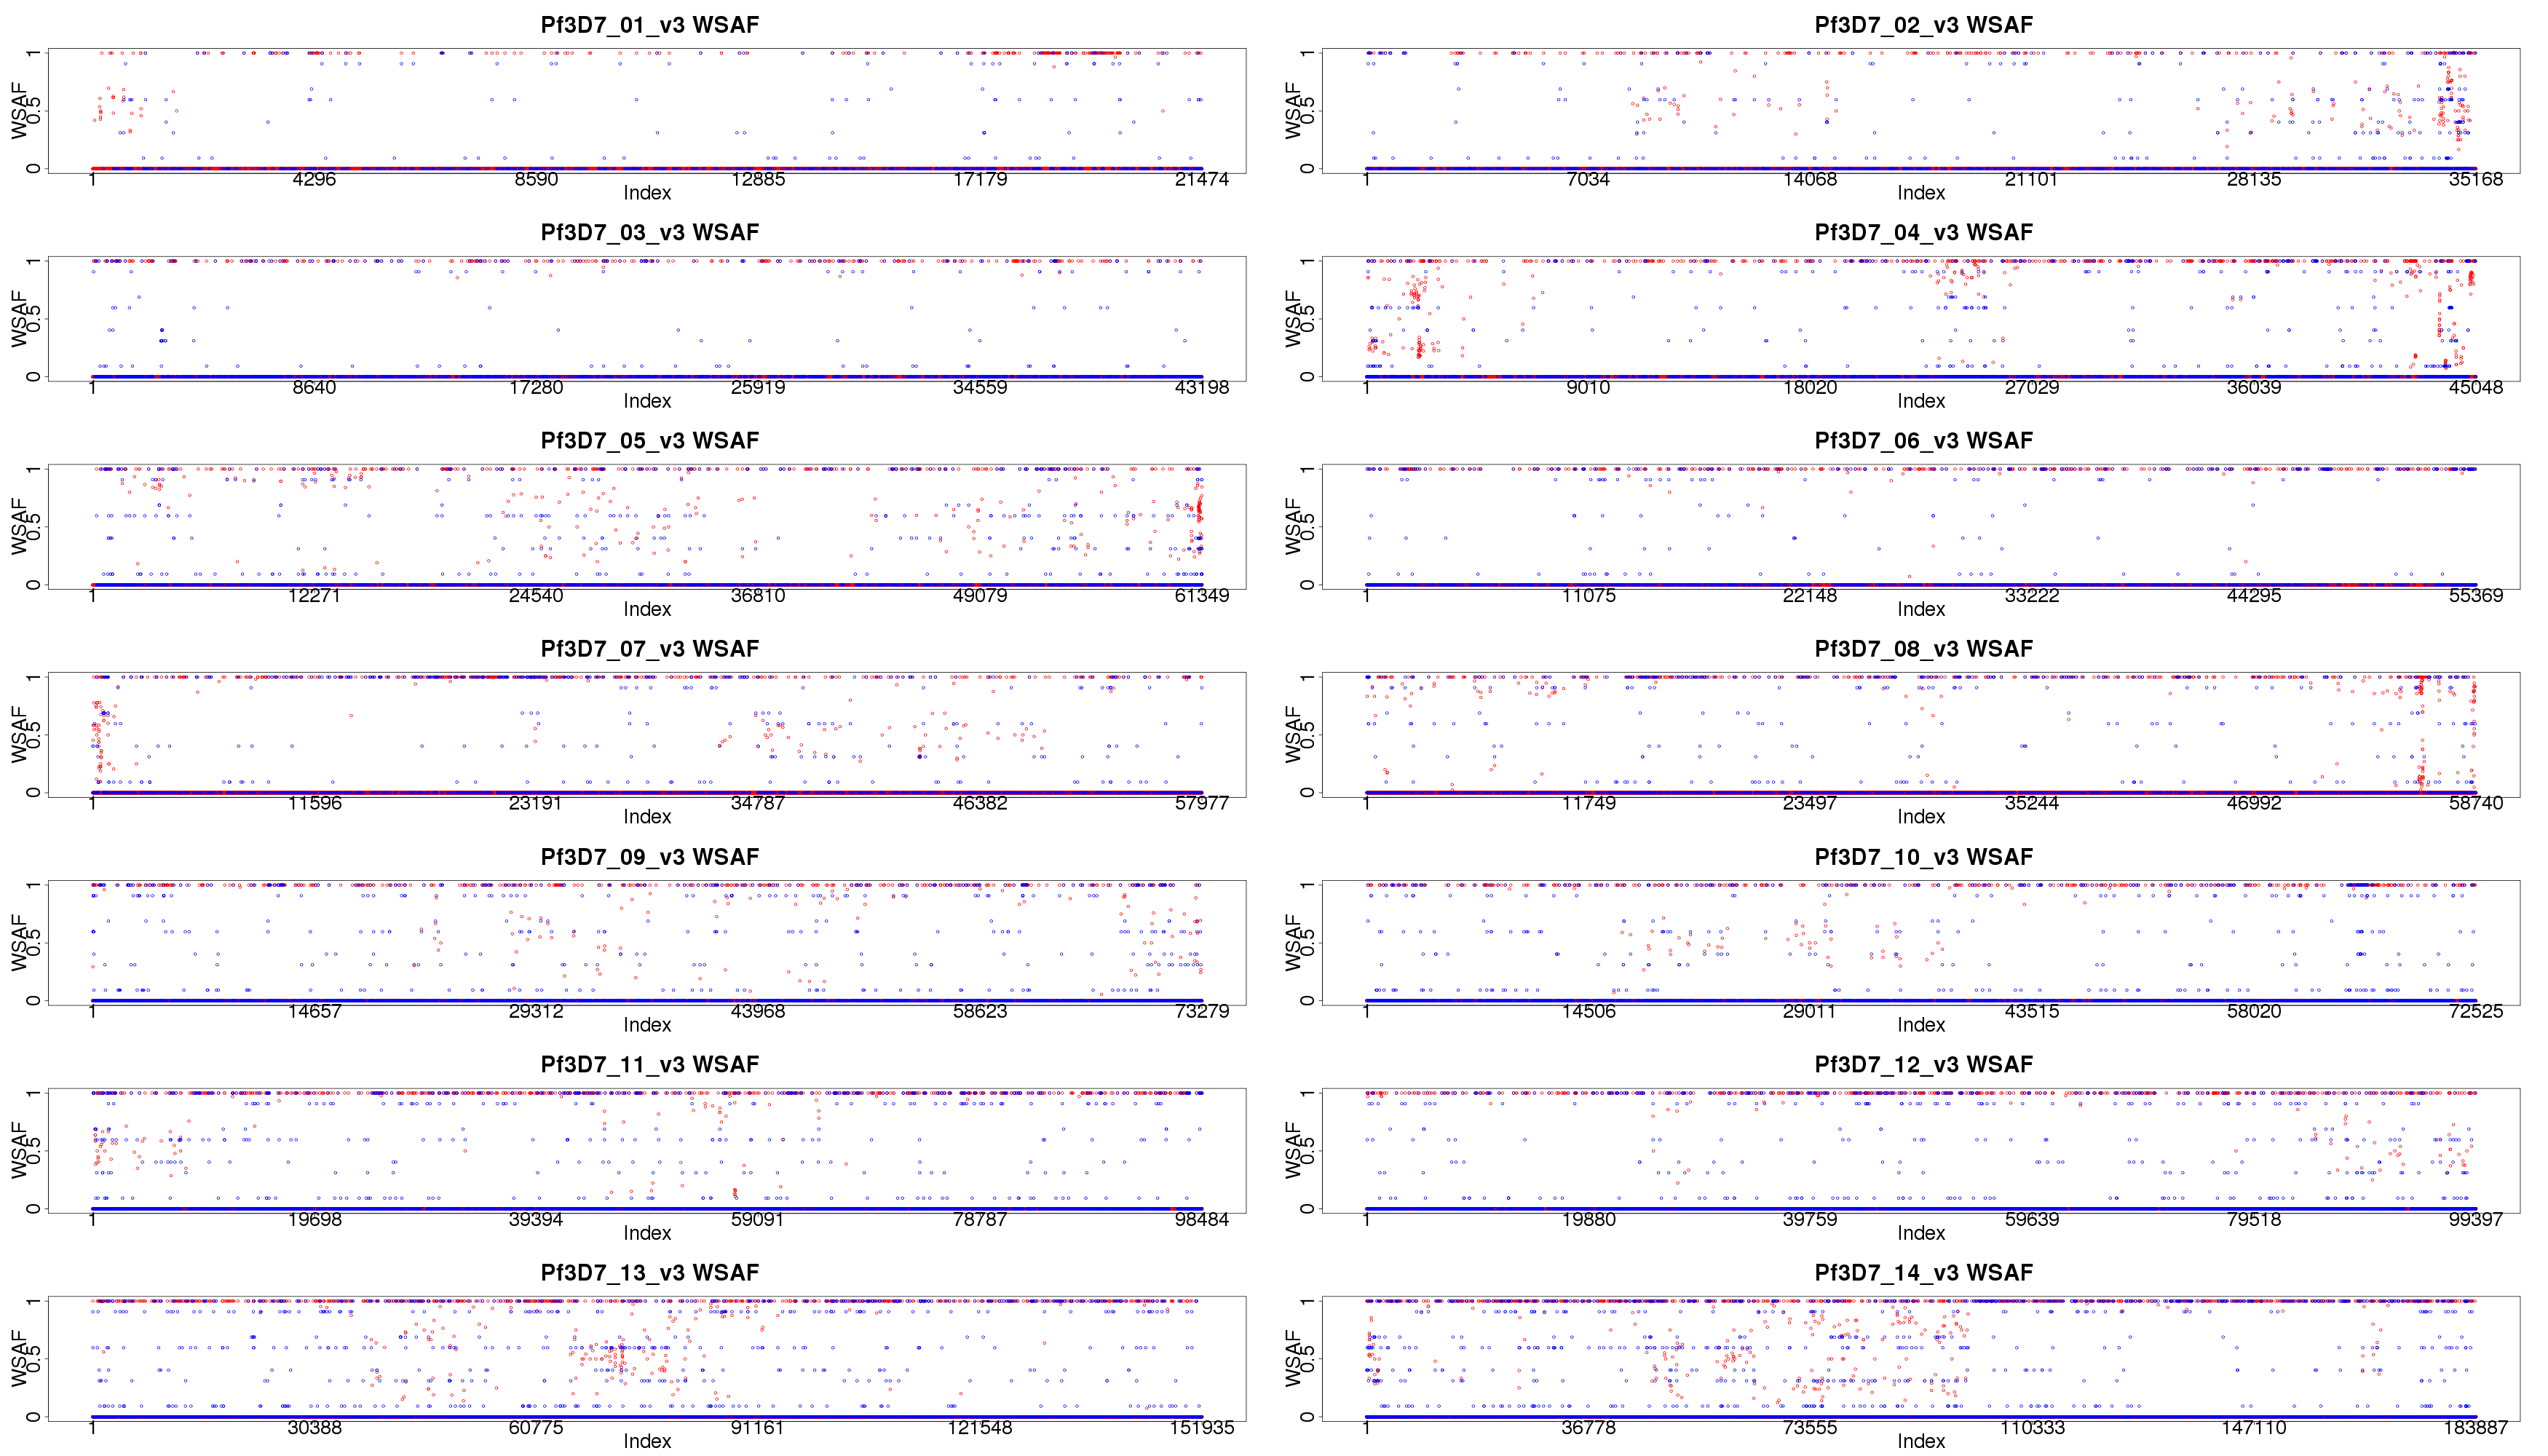 Pf3D7_01_v3 WSAF
WSAF
0 0.5 1
1 4296 8590 12885 17179 21474
Index
Pf3D7_02_v3 WSAF
WSAF
0 0.5 1
1 7034 14068 21101 28135 35168
Index
Pf3D7_03_v3 WSAF
WSAF
0 0.5 1
1 8640 17280 25919 34559 43198
Index
Pf3D7_04_v3 WSAF
WSAF
0 0.5 1
1 9010 18020 27029 36039 45048
Index
Pf3D7_05_v3 WSAF
WSAF
0 0.5 1
1 12271 24540 36810 49079 61349
Index
Pf3D7_06_v3 WSAF
WSAF
0 0.5 1
1 11075 22148 33222 44295 55369
Index
Pf3D7_07_v3 WSAF
WSAF
0 0.5 1
1 11596 23191 34787 46382 57977
Index
Pf3D7_08_v3 WSAF
WSAF
0 0.5 1
1 11749 23497 35244 46992 58740
Index
Pf3D7_09_v3 WSAF
WSAF
0 0.5 1
1 14657 29312 43968 58623 73279
Index
Pf3D7_10_v3 WSAF
WSAF
0 0.5 1
1 14506 29011 43515 58020 72525
Index
Pf3D7_11_v3 WSAF
WSAF
0 0.5 1
1 19698 39394 59091 78787 98484
Index
Pf3D7_12_v3 WSAF
WSAF
0 0.5 1
1 19880 39759 59639 79518 99397
Index
Pf3D7_13_v3 WSAF
WSAF
0 0.5 1
1 30388 60775 91161 121548 151935
Index
Pf3D7_14_v3 WSAF
WSAF
0 0.5 1
1 36778 73555 110333 147110 183887
Index